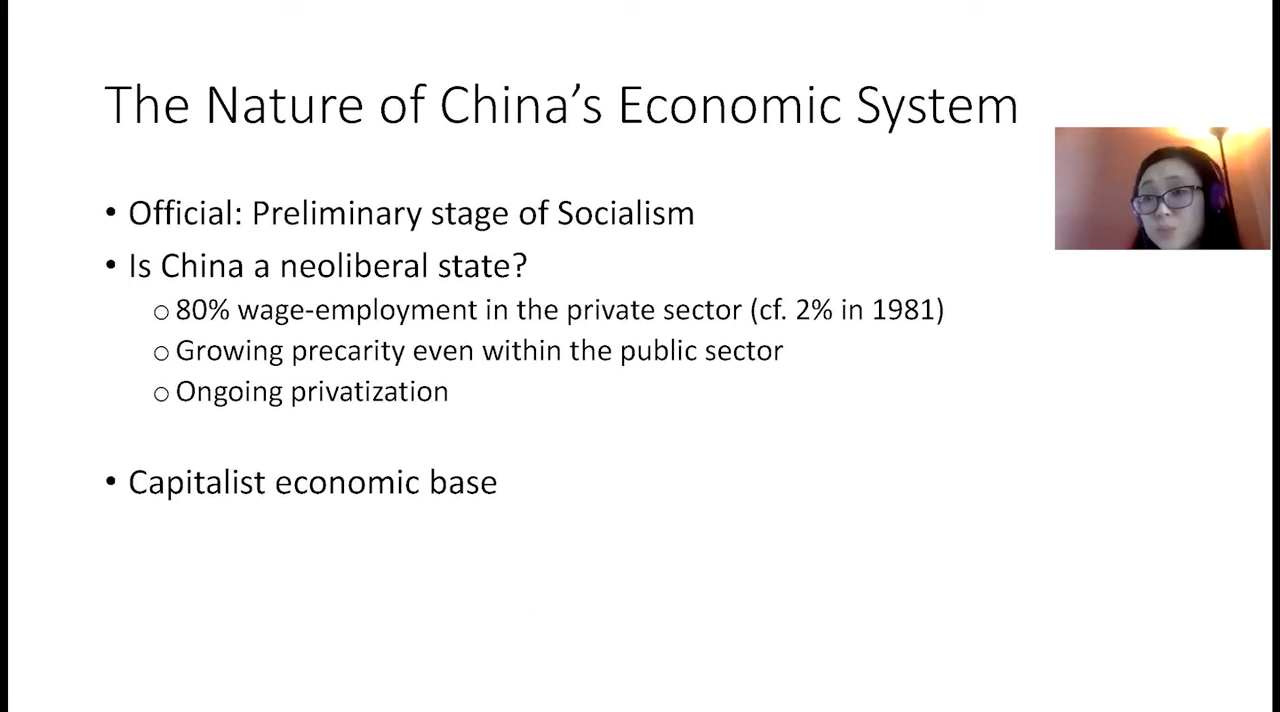 The Nature of China’s Economic System
• Official: Preliminary stage of Socialism
• Is China a neoliberal state?
○ 80% wage-employment in the private sector (cf. 2% in 1981)
○ Growing precarity even within the public sector
○ Ongoing privatization
• Capitalist economic base